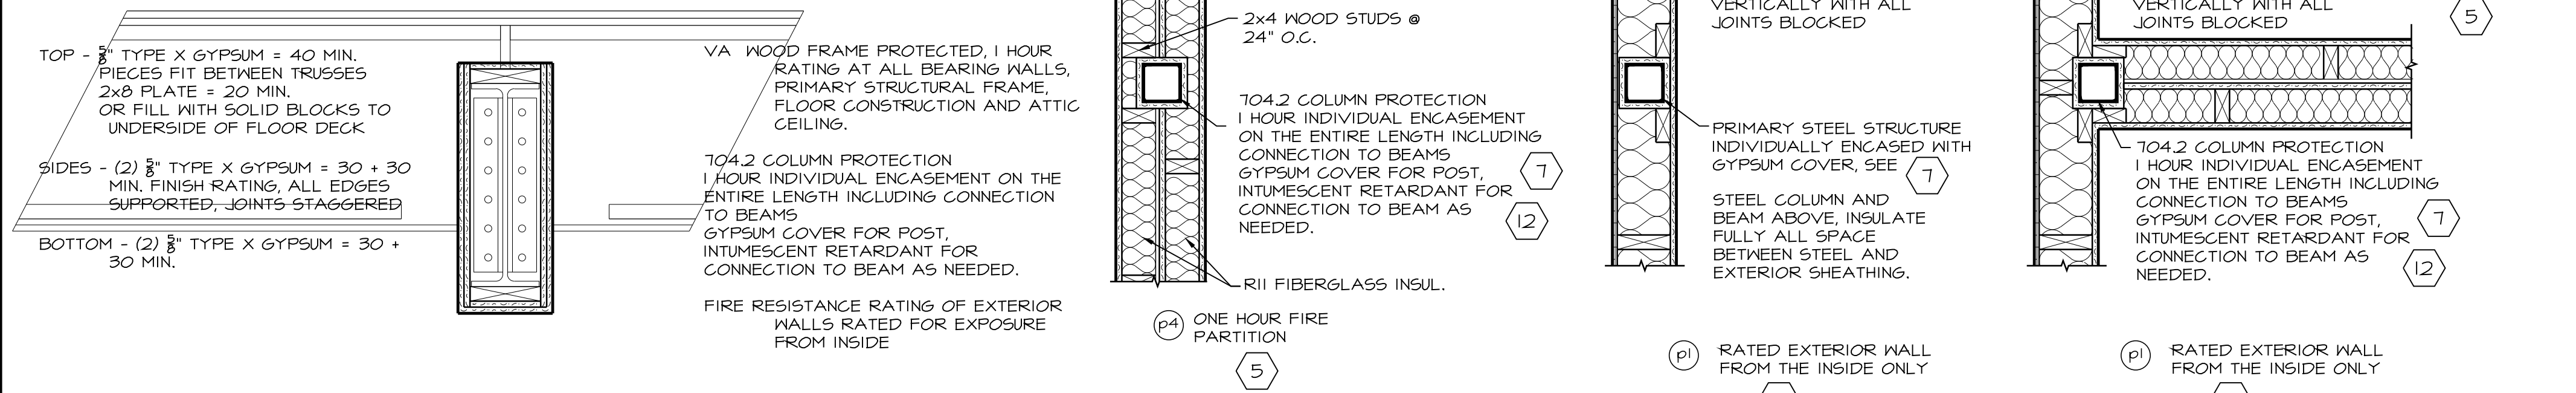 TOP - 5/8" TYPE X GYPSUM = 40 MIN.
PIECES FIT BETWEEN TRUSSES
2x8 PLATE = 20 MIN.
OR FILL WITH SOLID BLOCKS TO
UNDERSIDE OF FLOOR DECK
SIDES - (2) 5/8" TYPE X GYPSUM = 30 + 30
MIN. FINISH RATING, ALL EDGES
SUPPORTED, JOINTS STAGGERED
BOTTOM - (2) 5/8" TYPE X GYPSUM = 30 +
30 MIN.
VA WOOD FRAME PROTECTED, 1 HOUR
RATING AT ALL BEARING WALLS,
PRIMARY STRUCTURAL FRAME,
FLOOR CONSTRUCTION AND ATTIC
CEILING.
704.2 COLUMN PROTECTION
1 HOUR INDIVIDUAL ENCASEMENT ON THE
ENTIRE LENGTH INCLUDING CONNECTION
TO BEAMS
GYPSUM COVER FOR POST,
INTUMESCENT RETARDANT FOR
CONNECTION TO BEAM AS NEEDED.
FIRE RESISTANCE RATING OF EXTERIOR
WALLS RATED FOR EXPOSURE
FROM INSIDE
2x4 WOOD STUDS @
24" O.C.
704.2 COLUMN PROTECTION
1 HOUR INDIVIDUAL ENCASEMENT
ON THE ENTIRE LENGTH INCLUDING
CONNECTION TO BEAMS
GYPSUM COVER FOR POST,
INTUMESCENT RETARDANT FOR
CONNECTION TO BEAM AS
NEEDED.
7
12
R11 FIBERGLASS INSUL.
p4 ONE HOUR FIRE
PARTITION
5
VERTICALLY WITH ALL
JOINTS BLOCKED
PRIMARY STEEL STRUCTURE
INDIVIDUALLY ENCASED WITH
GYPSUM COVER, SEE 7
STEEL COLUMN AND
BEAM ABOVE, INSULATE
FULLY ALL SPACE
BETWEEN STEEL AND
EXTERIOR SHEATHING.
p1 RATED EXTERIOR WALL
FROM THE INSIDE ONLY
VERTICALLY WITH ALL
JOINTS BLOCKED
5
704.2 COLUMN PROTECTION
1 HOUR INDIVIDUAL ENCASEMENT
ON THE ENTIRE LENGTH INCLUDING
CONNECTION TO BEAMS
GYPSUM COVER FOR POST,
INTUMESCENT RETARDANT FOR
CONNECTION TO BEAM AS
NEEDED.
7
12
p1 RATED EXTERIOR WALL
FROM THE INSIDE ONLY